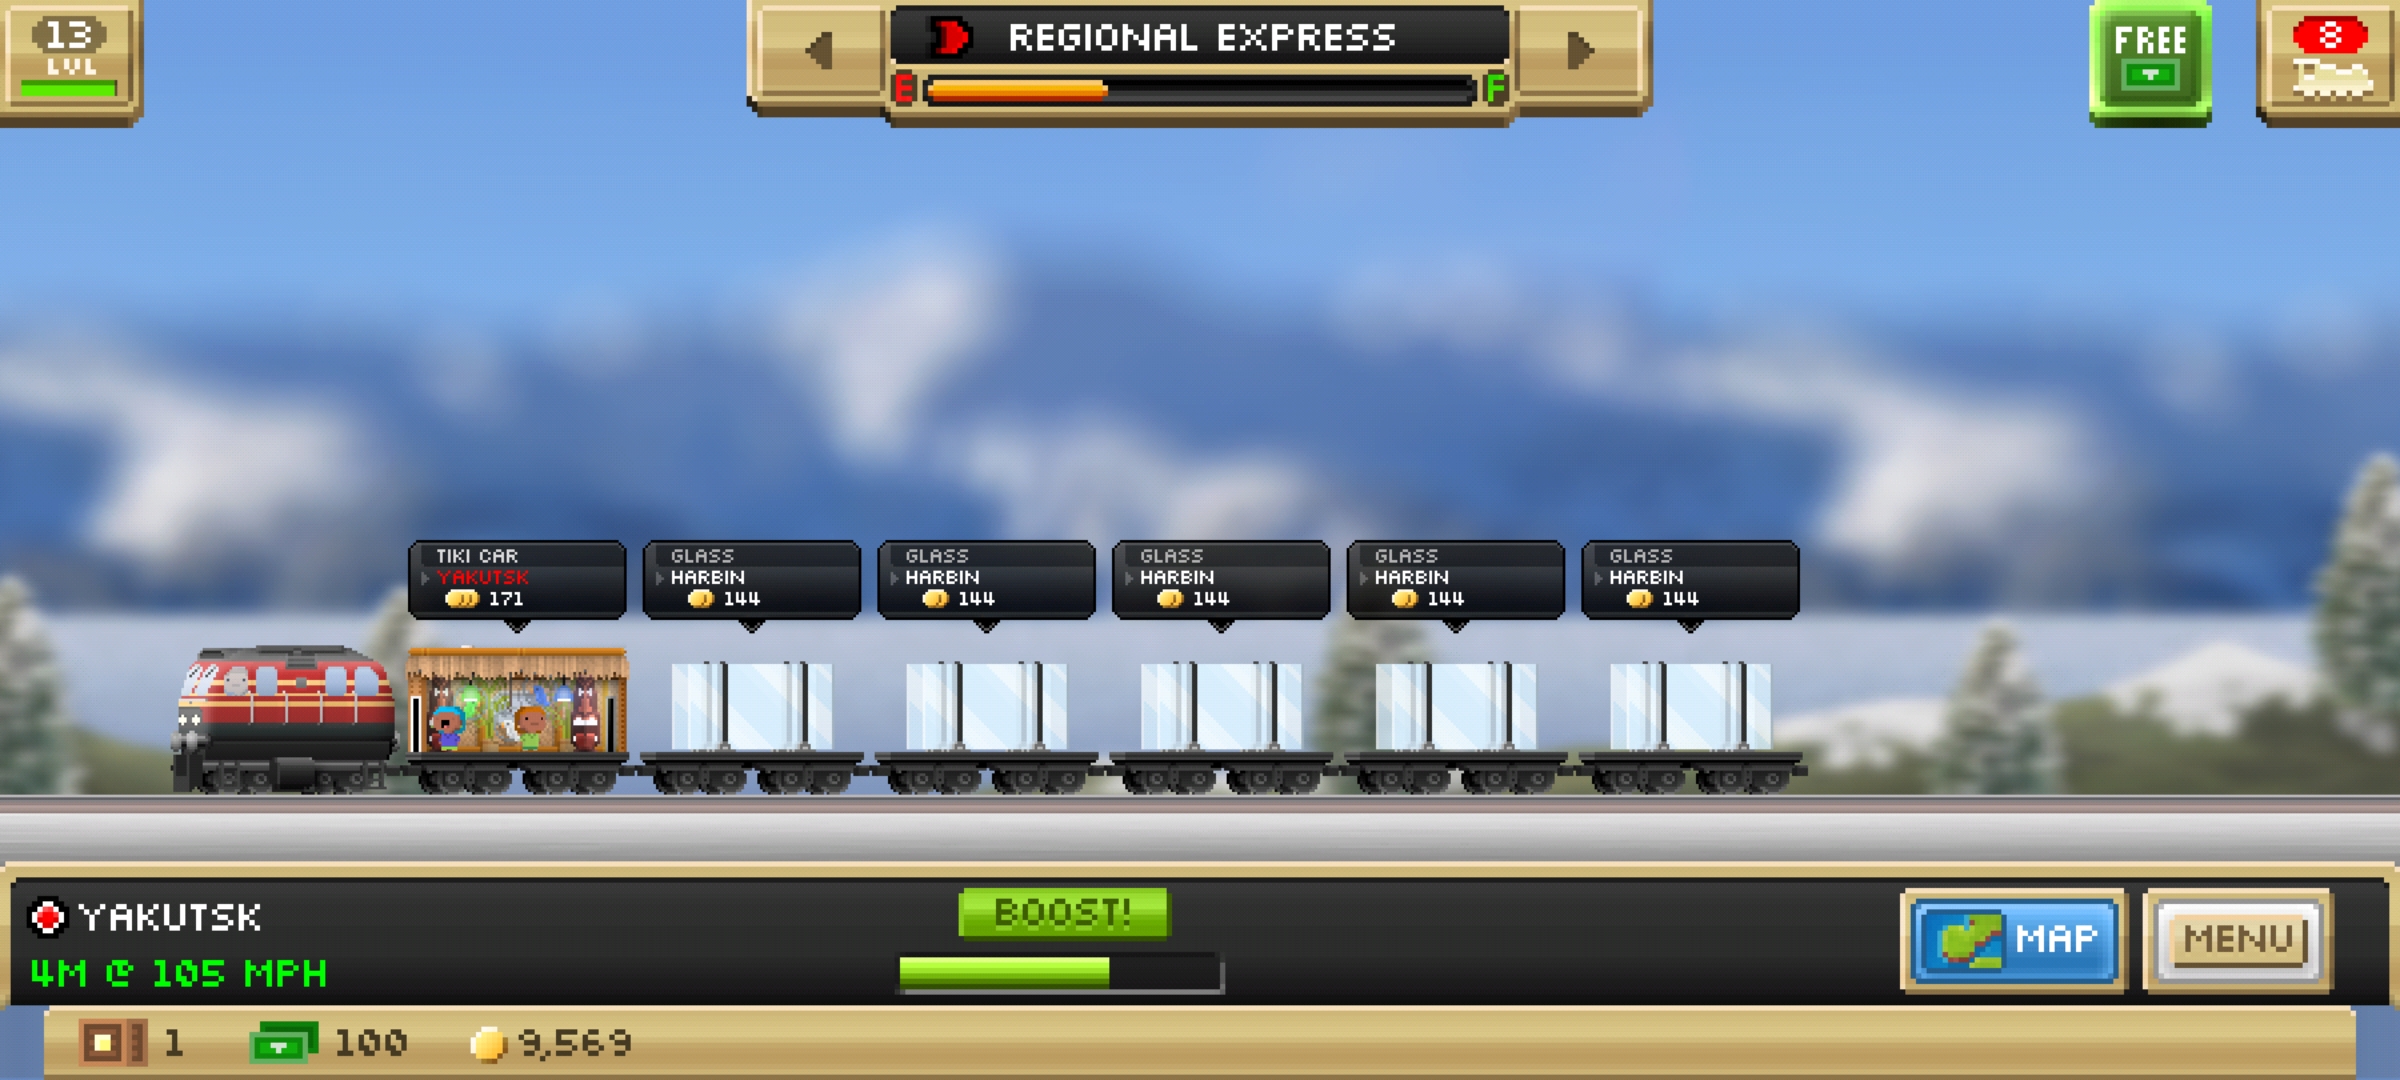 13
LVL
REGIONAL EXPRESS
E
F
FREE
8
TIKI CAR
YAKUTSK
171
GLASS
HARBIN
144
GLASS
HARBIN
144
GLASS
HARBIN
144
GLASS
HARBIN
144
GLASS
HARBIN
144
YAKUTSK
4M @ 105 MPH
BOOST!
MAP
MENU
1
100
9,569